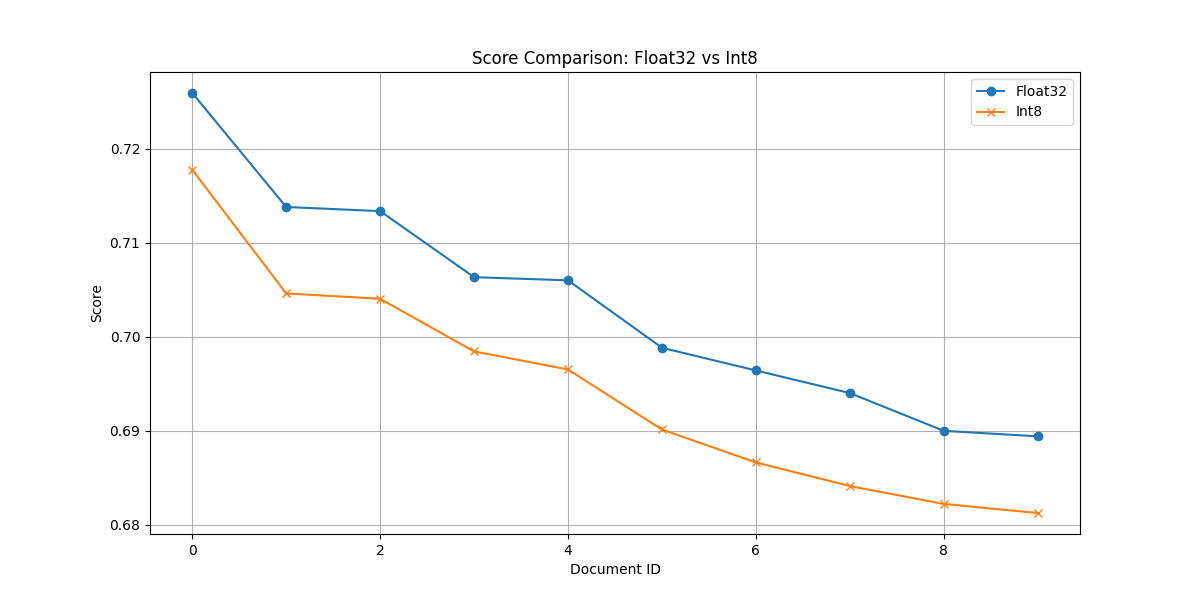 Score Comparison: Float32 vs Int8
Float32
Int8
0.72
0.71
0.70
0.69
0.68
Score
0 2 4 6 8
Document ID